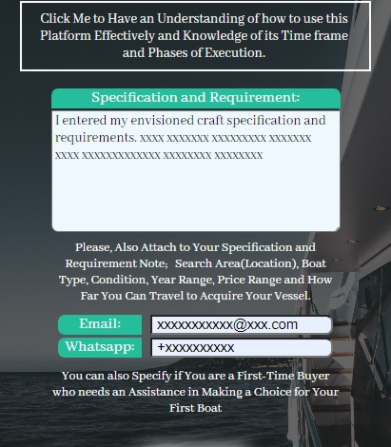 Click Me to Have an Understanding of how to use this
Platform Effectively and Knowledge of its Time frame
and Phases of Execution.
Specification and Requirement:
I entered my envisioned craft specification and
requirements. xxxx xxxxxxx xxxxxxxxx xxxxxxx
xxxx xxxxxxxxxxxxx xxxxxxxx xxxxxxxx
Please, Also Attach to Your Specification and
Requirement Note; Search Area(Location), Boat
Type, Condition, Year Range, Price Range and How
Far You Can Travel to Acquire Your Vessel.
Email: xxxxxxxxxxx@xxx.com
Whatsapp: +xxxxxxxxxx
You can also Specify if You are a First-Time Buyer
who needs an Assistance in Making a Choice for Your
First Boat